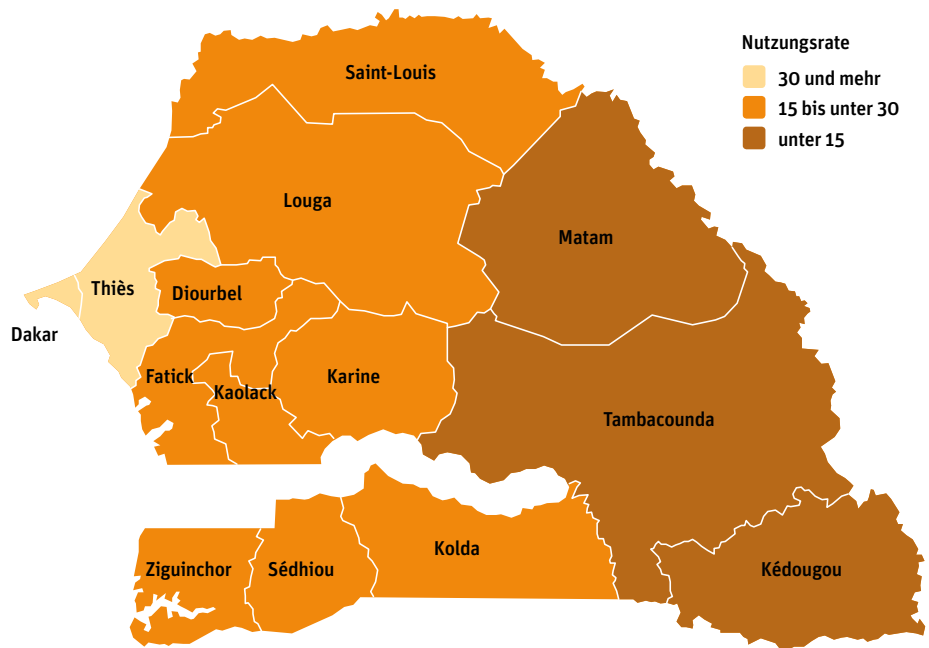 Nutzungsrate
30 und mehr
15 bis unter 30
unter 15
Saint-Louis
Louga
Matam
Thiès
Diourbel
Dakar
Fatick
Kaolack
Karine
Tambacounda
Kolda
Ziguinchor
Sédhiou
Kédougou